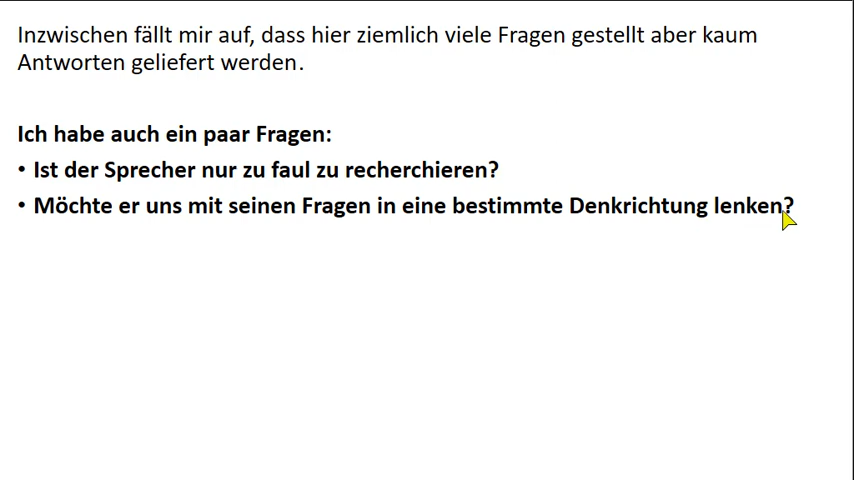 Inzwischen fällt mir auf, dass hier ziemlich viele Fragen gestellt aber kaum
Antworten geliefert werden.
Ich habe auch ein paar Fragen:
• Ist der Sprecher nur zu faul zu recherchieren?
• Möchte er uns mit seinen Fragen in eine bestimmte Denkrichtung lenken?